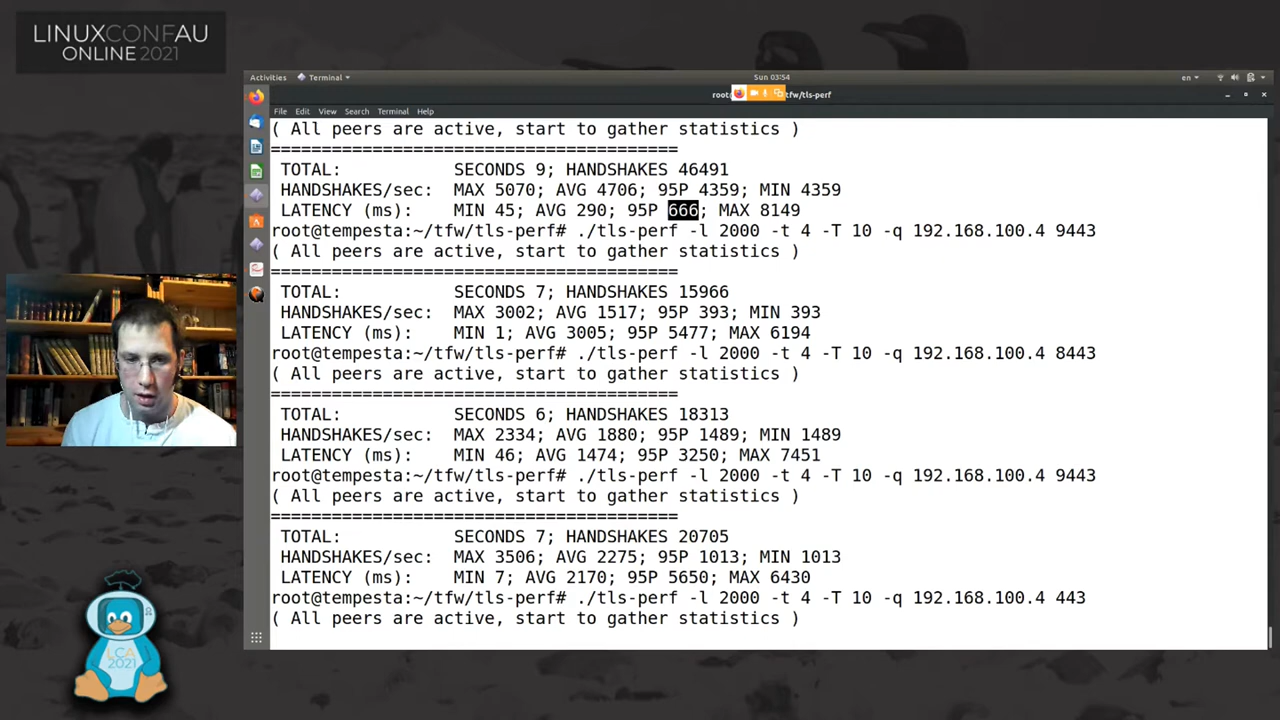 LINUXCONFAU
ONLINE 2021
Activities
Terminal
Sun 03:54
en
root
tfw/tls-perf
File Edit View Search Terminal Help
( All peers are active, start to gather statistics )
========================================
TOTAL: SECONDS 9; HANDSHAKES 46491
HANDSHAKES/sec: MAX 5070; AVG 4706; 95P 4359; MIN 4359
LATENCY (ms): MIN 45; AVG 290; 95P 666; MAX 8149
root@tempesta:~/tfw/tls-perf# ./tls-perf -l 2000 -t 4 -T 10 -q 192.168.100.4 9443
( All peers are active, start to gather statistics )
========================================
TOTAL: SECONDS 7; HANDSHAKES 15966
HANDSHAKES/sec: MAX 3002; AVG 1517; 95P 393; MIN 393
LATENCY (ms): MIN 1; AVG 3005; 95P 5477; MAX 6194
root@tempesta:~/tfw/tls-perf# ./tls-perf -l 2000 -t 4 -T 10 -q 192.168.100.4 8443
( All peers are active, start to gather statistics )
========================================
TOTAL: SECONDS 6; HANDSHAKES 18313
HANDSHAKES/sec: MAX 2334; AVG 1880; 95P 1489; MIN 1489
LATENCY (ms): MIN 46; AVG 1474; 95P 3250; MAX 7451
root@tempesta:~/tfw/tls-perf# ./tls-perf -l 2000 -t 4 -T 10 -q 192.168.100.4 9443
( All peers are active, start to gather statistics )
========================================
TOTAL: SECONDS 7; HANDSHAKES 20705
HANDSHAKES/sec: MAX 3506; AVG 2275; 95P 1013; MIN 1013
LATENCY (ms): MIN 7; AVG 2170; 95P 5650; MAX 6430
root@tempesta:~/tfw/tls-perf# ./tls-perf -l 2000 -t 4 -T 10 -q 192.168.100.4 443
( All peers are active, start to gather statistics )
LCA
2021